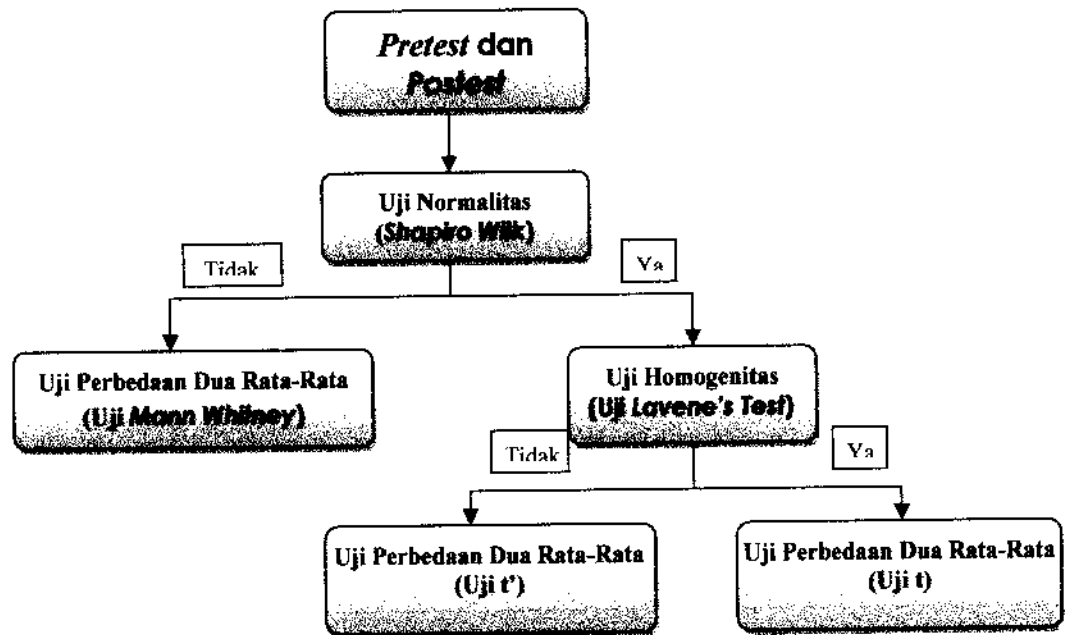 Pretest dan
Postest
Uji Normalitas
(Shapiro Wilk)
Tidak
Ya
Uji Perbedaan Dua Rata-Rata
(Uji Mann Whitney)
Uji Homogenitas
(Uji Lavene's Test)
Tidak
Ya
Uji Perbedaan Dua Rata-Rata
(Uji t')
Uji Perbedaan Dua Rata-Rata
(Uji t)